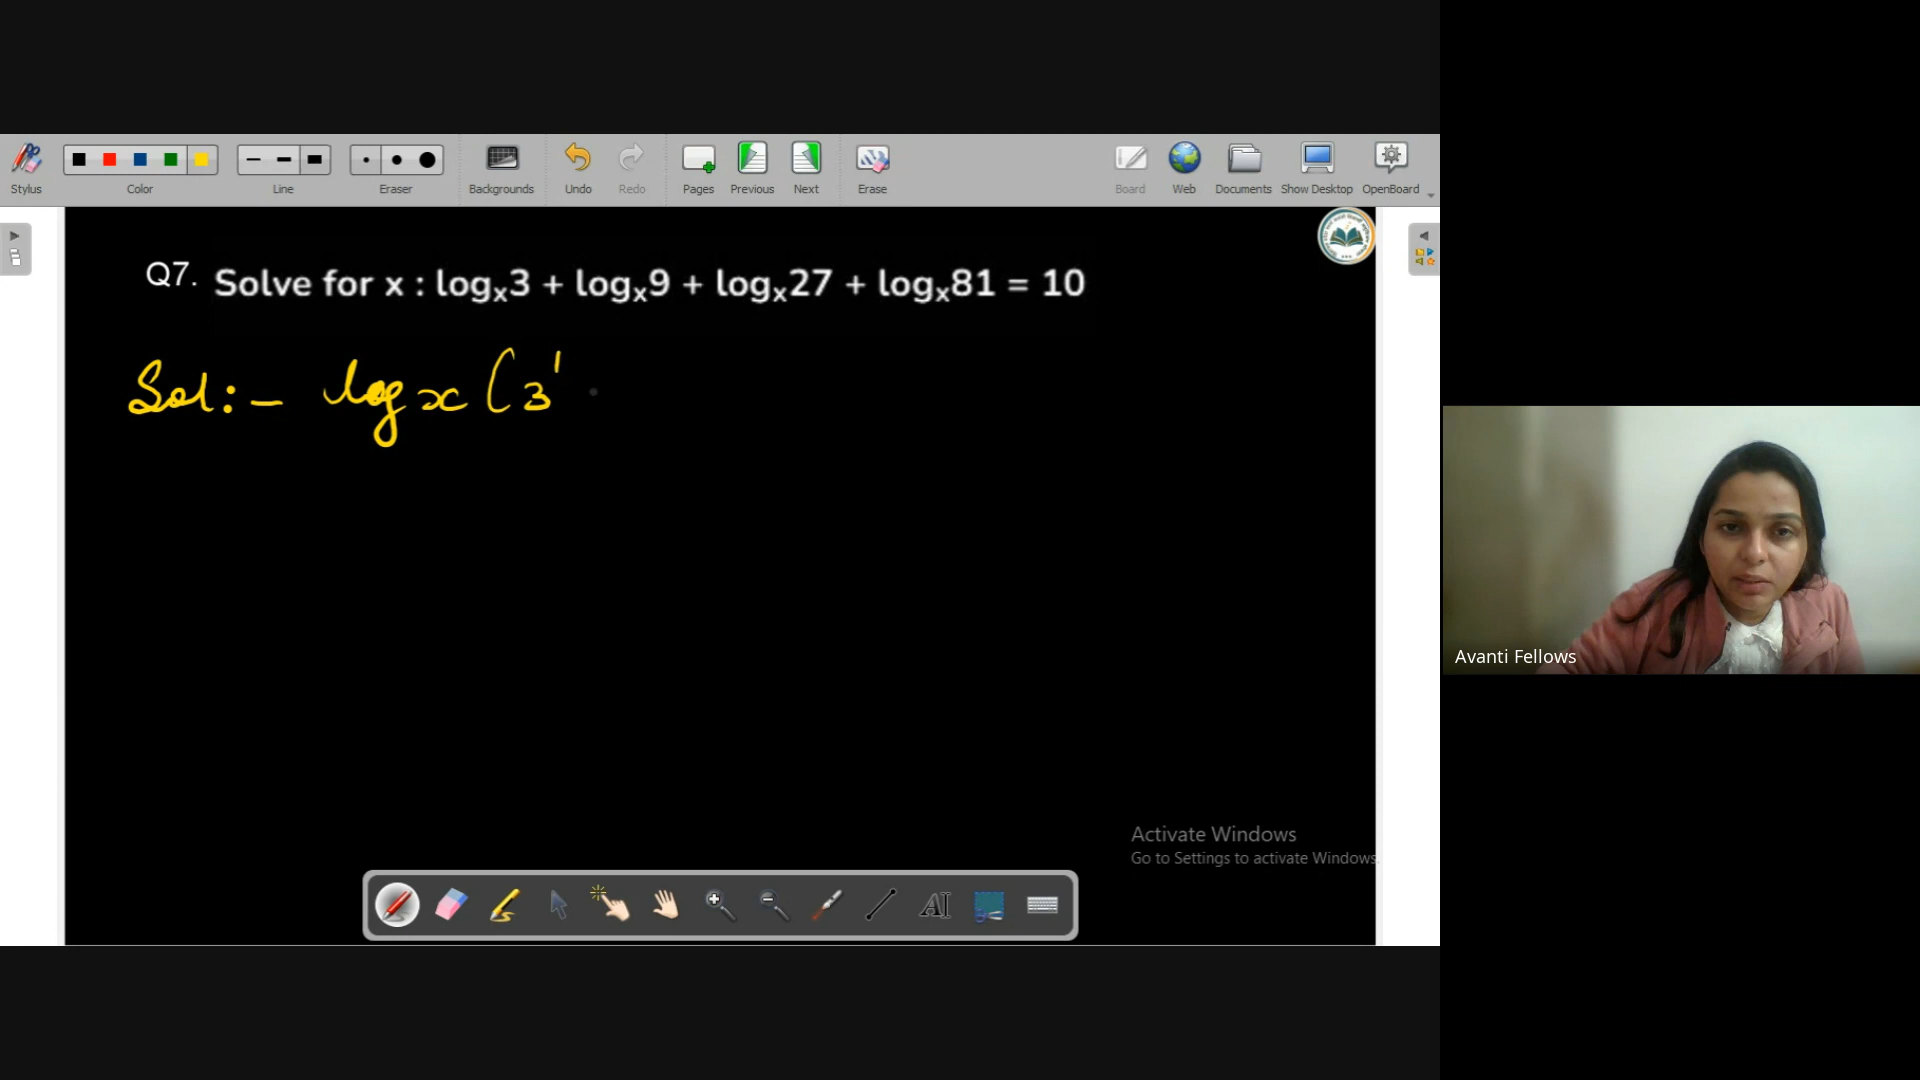 Stylus Color Line Eraser Backgrounds Undo Redo Pages Previous Next Erase Board Web Documents Show Desktop OpenBoard
Q7. Solve for x : logₓ3 + logₓ9 + logₓ27 + logₓ81 = 10
Sol:- log x (3¹
Avanti Fellows
Activate Windows
Go to Settings to activate Windows.
AI